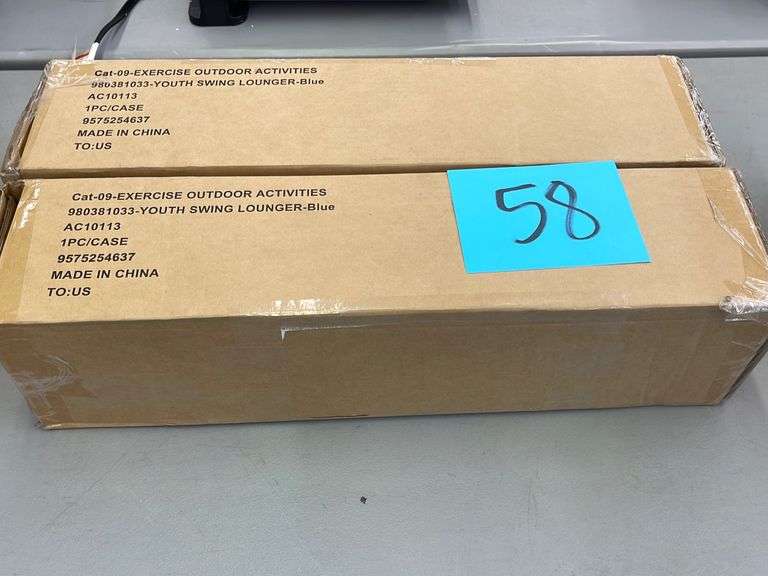 Cat-09-EXERCISE OUTDOOR ACTIVITIES
980381033-YOUTH SWING LOUNGER-Blue
AC10113
1PC/CASE
9575254637
MADE IN CHINA
TO:US
Cat-09-EXERCISE OUTDOOR ACTIVITIES
980381033-YOUTH SWING LOUNGER-Blue
AC10113
1PC/CASE
9575254637
MADE IN CHINA
TO:US
58